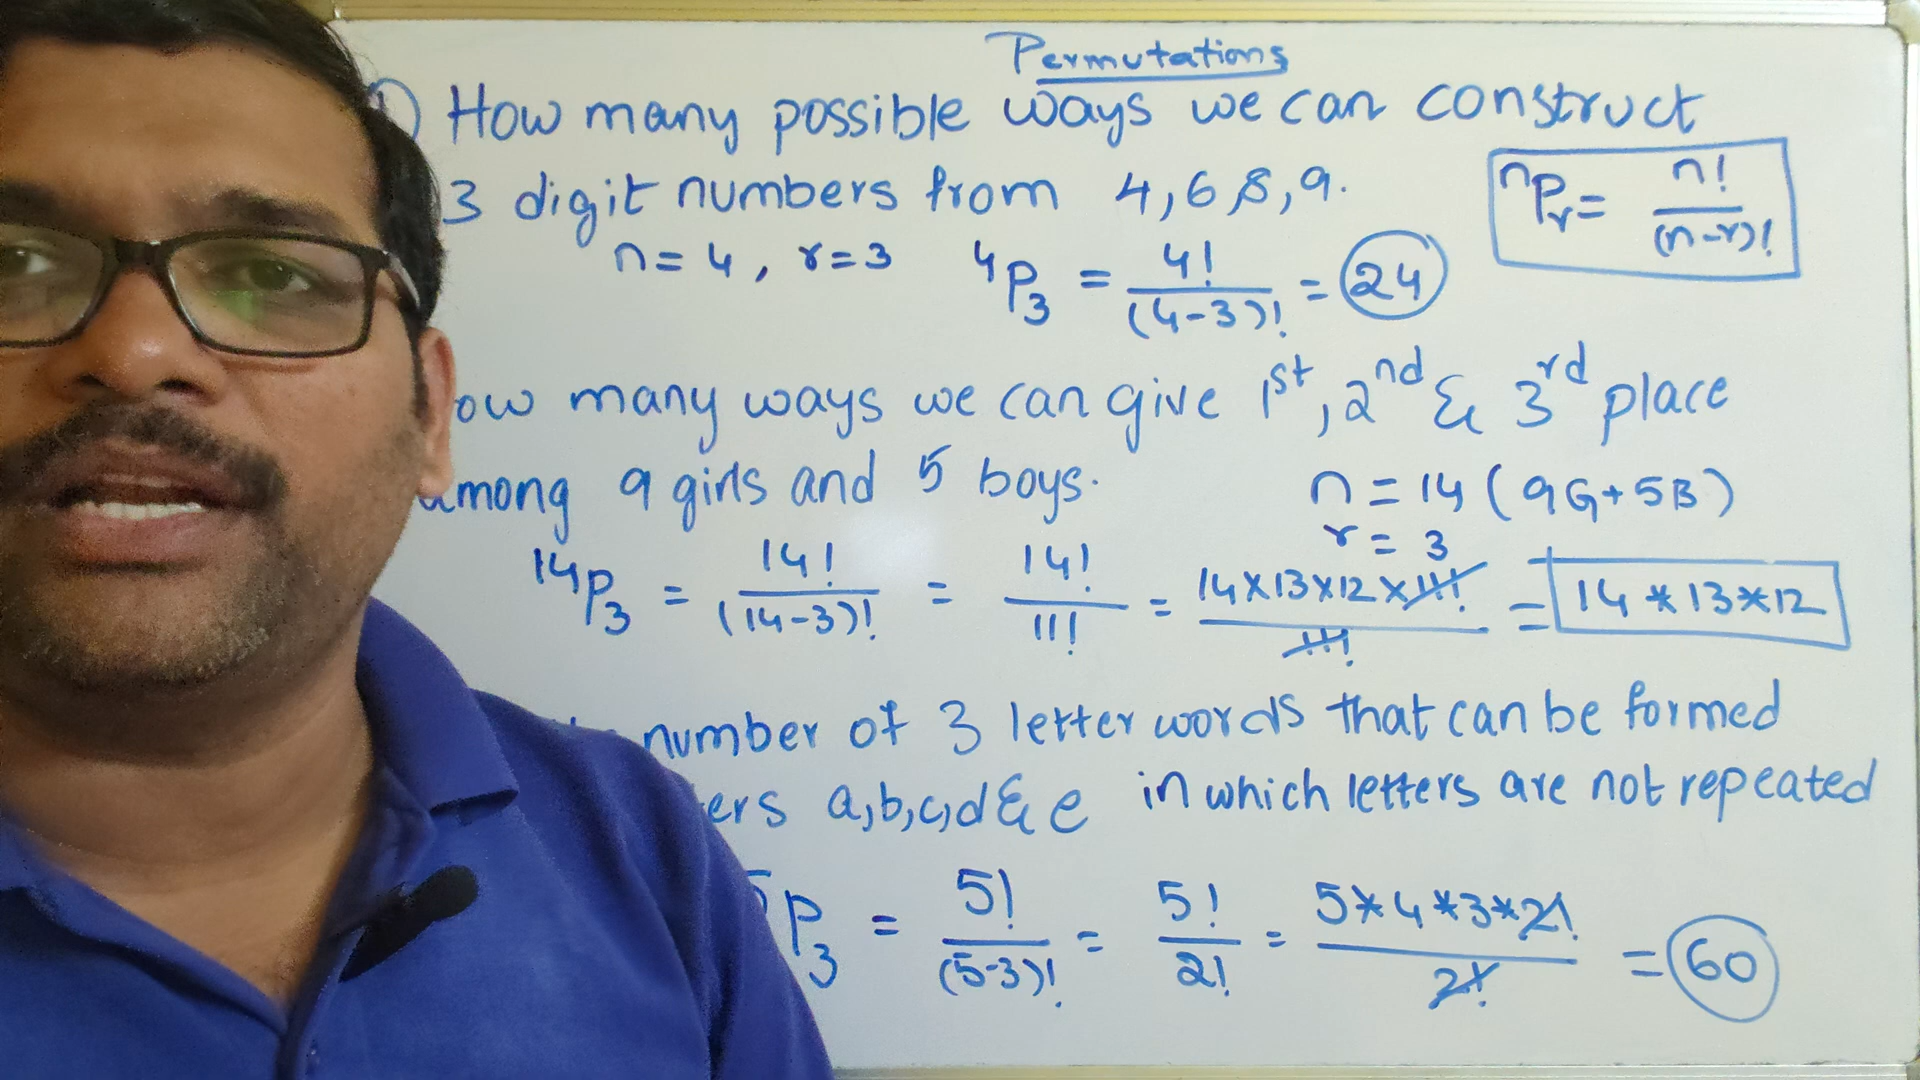 Permutations
1) How many possible ways we can construct
3 digit numbers from 4,6,8,9.
nPr = n! / (n-r)!
n=4, r=3 4P3 = 4! / (4-3)! = 24
ow many ways we can give 1st, 2nd & 3rd place
among 9 girls and 5 boys. n = 14 (9G+5B)
r = 3
14P3 = 14! / (14-3)! = 14! / 11! = 14×13×12×11! / 11! = 14*13*12
number of 3 letter words that can be formed
ers a,b,c,d & e in which letters are not repeated
5P3 = 5! / (5-3)! = 5! / 2! = 5*4*3*2! / 2! = 60